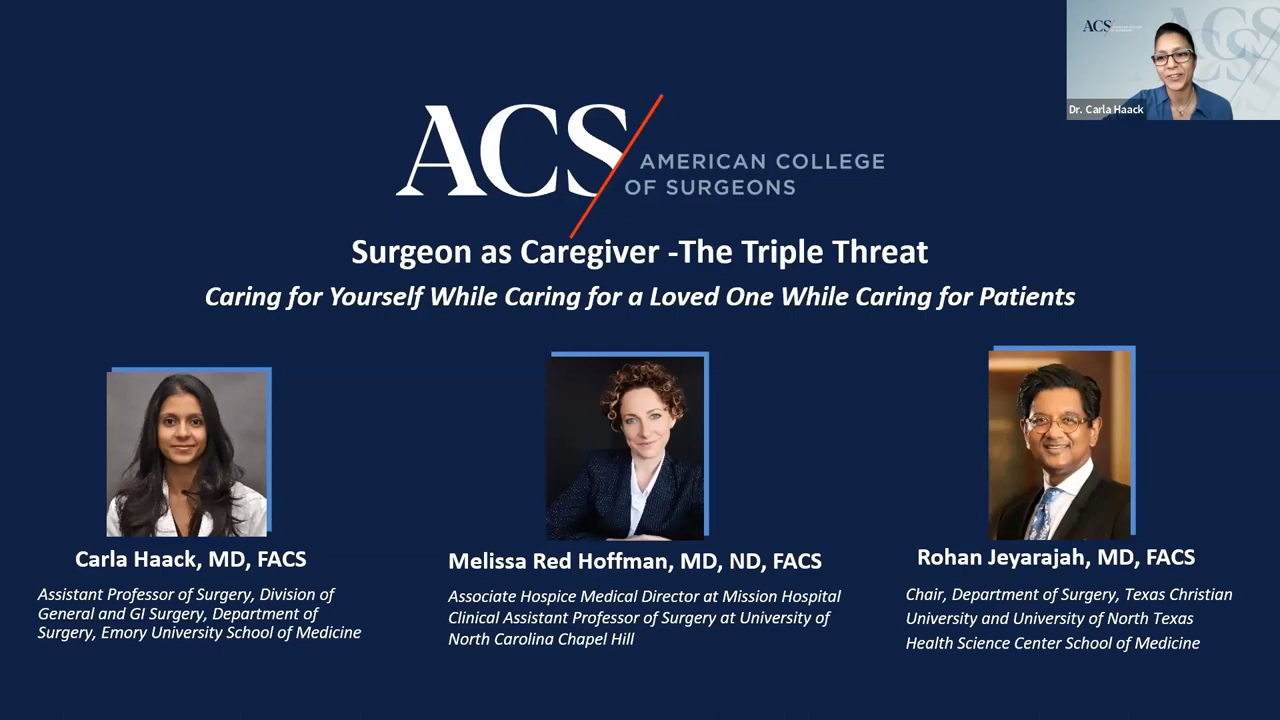 ACS
Dr. Carla Haack
ACS
AMERICAN COLLEGE
OF SURGEONS
Surgeon as Caregiver -The Triple Threat
Caring for Yourself While Caring for a Loved One While Caring for Patients
Carla Haack, MD, FACS
Assistant Professor of Surgery, Division of
General and GI Surgery, Department of
Surgery, Emory University School of Medicine
Melissa Red Hoffman, MD, ND, FACS
Associate Hospice Medical Director at Mission Hospital
Clinical Assistant Professor of Surgery at University of
North Carolina Chapel Hill
Rohan Jeyarajah, MD, FACS
Chair, Department of Surgery, Texas Christian
University and University of North Texas
Health Science Center School of Medicine